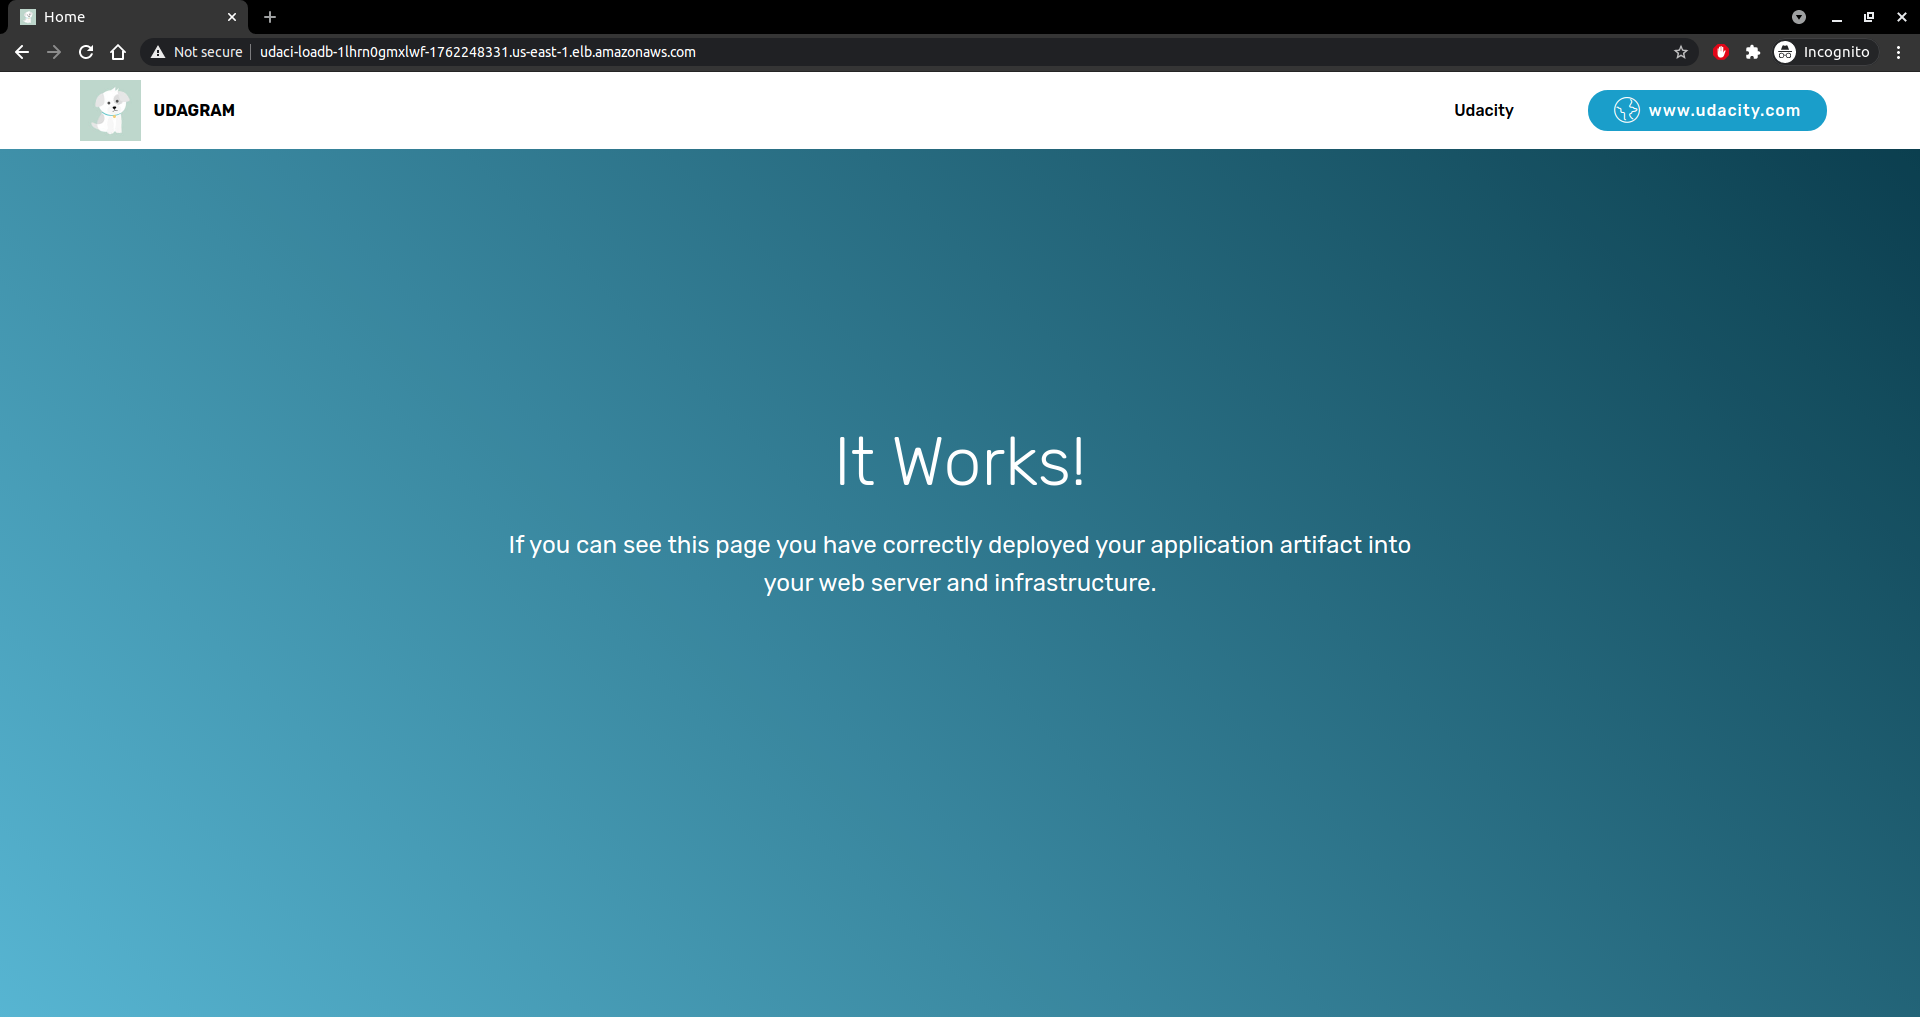 Home
Not secure
udaci-loadb-1lhrn0gmxlwf-1762248331.us-east-1.elb.amazonaws.com
Incognito
UDAGRAM
Udacity
www.udacity.com
It Works!
If you can see this page you have correctly deployed your application artifact into
your web server and infrastructure.